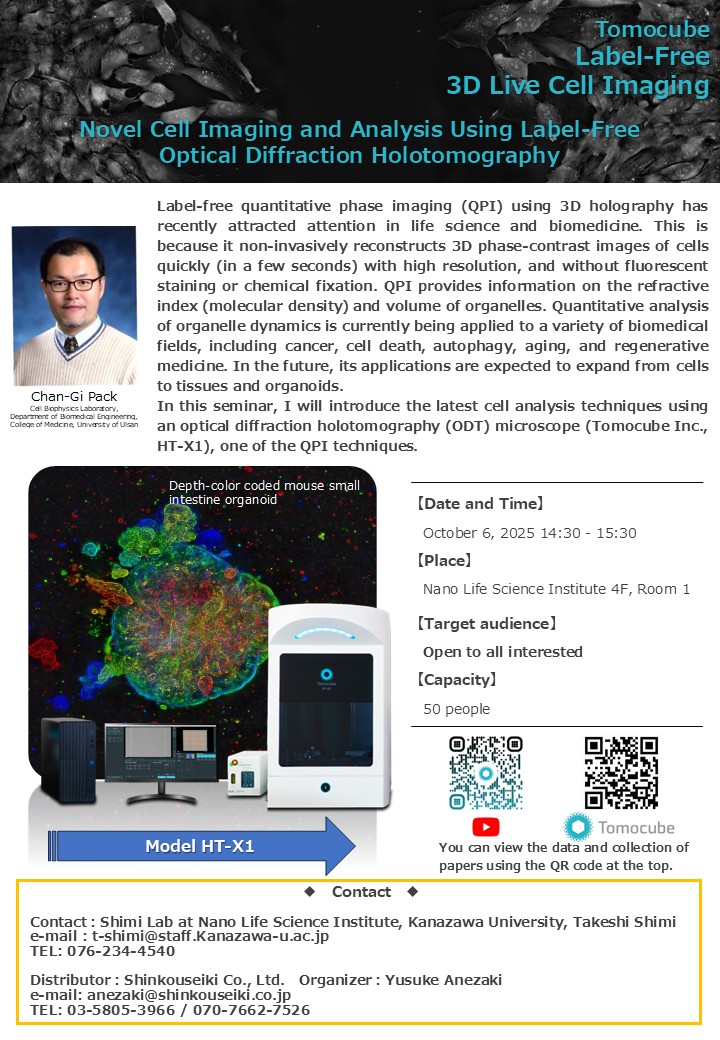 Tomocube
Label-Free
3D Live Cell Imaging
Novel Cell Imaging and Analysis Using Label-Free
Optical Diffraction Holotomography
Label-free quantitative phase imaging (QPI) using 3D holography has
recently attracted attention in life science and biomedicine. This is
because it non-invasively reconstructs 3D phase-contrast images of cells
quickly (in a few seconds) with high resolution, and without fluorescent
staining or chemical fixation. QPI provides information on the refractive
index (molecular density) and volume of organelles. Quantitative analysis
of organelle dynamics is currently being applied to a variety of biomedical
fields, including cancer, cell death, autophagy, aging, and regenerative
medicine. In the future, its applications are expected to expand from cells
to tissues and organoids.
In this seminar, I will introduce the latest cell analysis techniques using
an optical diffraction holotomography (ODT) microscope (Tomocube Inc.,
HT-X1), one of the QPI techniques.
Chan-Gi Pack
Cell Biophysics Laboratory,
Department of Biomedical Engineering,
College of Medicine, University of Ulsan
Depth-color coded mouse small
intestine organoid
Tomocube
Model HT-X1
【Date and Time】
October 6, 2025 14:30 - 15:30
【Place】
Nano Life Science Institute 4F, Room 1
【Target audience】
Open to all interested
【Capacity】
50 people
Tomocube
You can view the data and collection of
papers using the QR code at the top.
◆ Contact ◆
Contact : Shimi Lab at Nano Life Science Institute, Kanazawa University, Takeshi Shimi
e-mail : t-shimi@staff.Kanazawa-u.ac.jp
TEL: 076-234-4540
Distributor : Shinkouseiki Co., Ltd. Organizer : Yusuke Anezaki
e-mail: anezaki@shinkouseiki.co.jp
TEL: 03-5805-3966 / 070-7662-7526